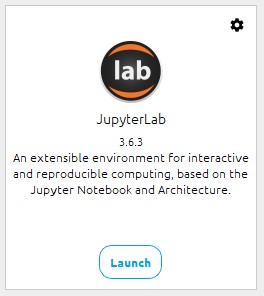 lab
JupyterLab
3.6.3
An extensible environment for interactive
and reproducible computing, based on the
Jupyter Notebook and Architecture.
Launch